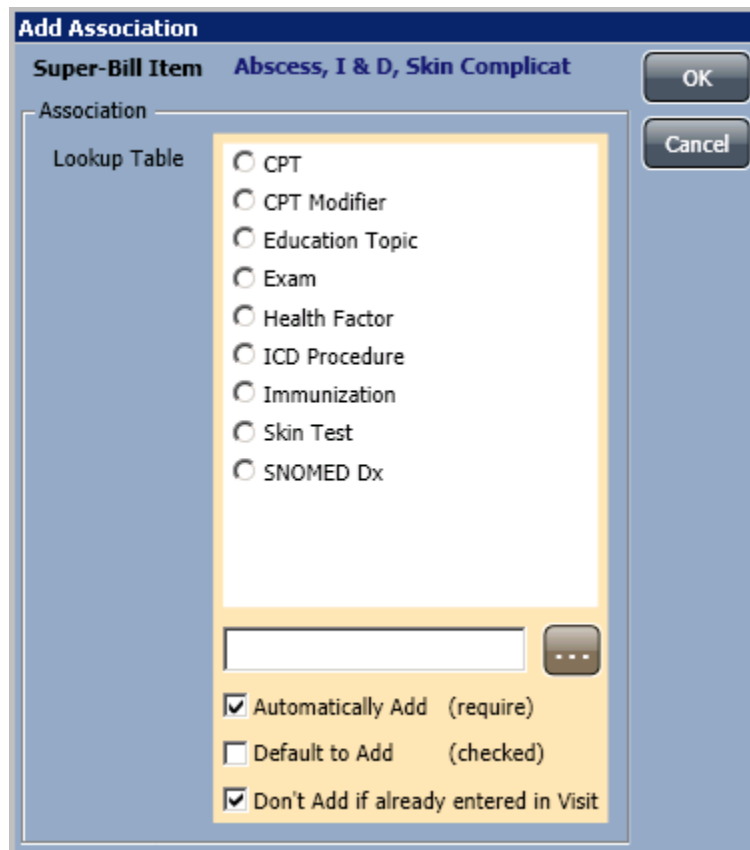 Add Association
Super-Bill Item Abscess, I & D, Skin Complicat
OK
Association
Cancel
Lookup Table
CPT
CPT Modifier
Education Topic
Exam
Health Factor
ICD Procedure
Immunization
Skin Test
SNOMED Dx
...
Automatically Add (require)
Default to Add (checked)
Don't Add if already entered in Visit